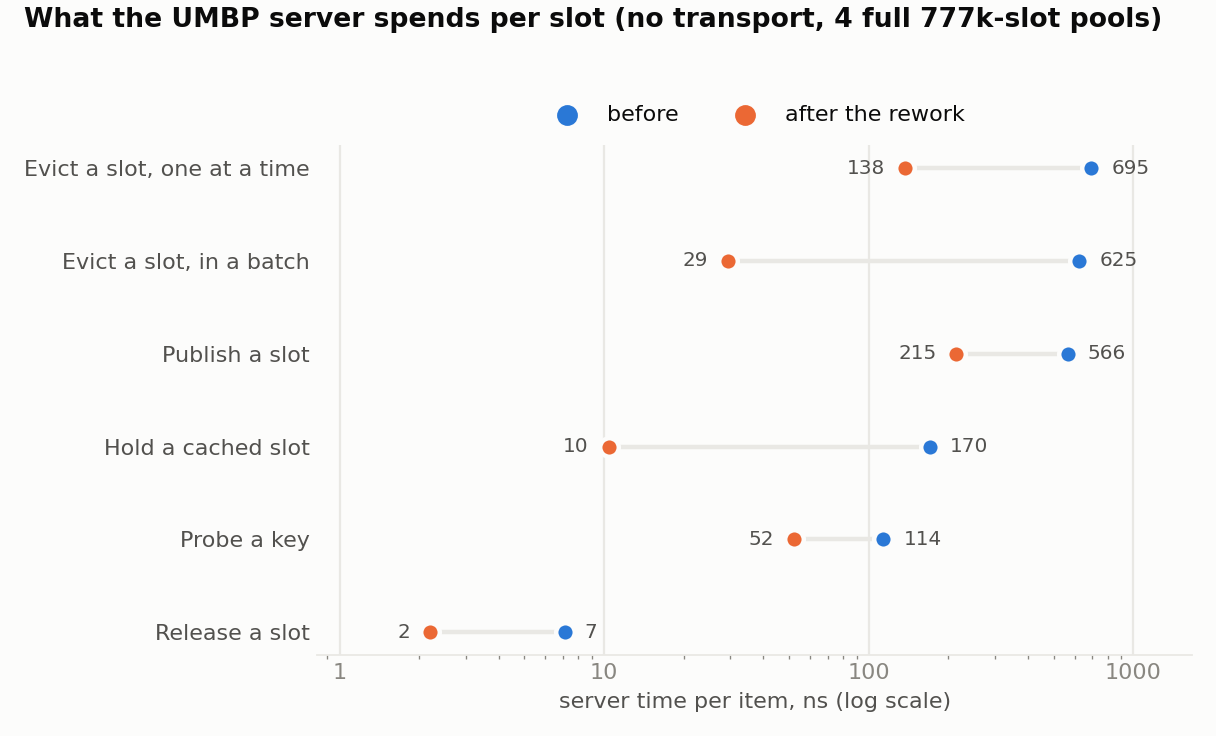 What the UMBP server spends per slot (no transport, 4 full 777k-slot pools)
before
after the rework
Evict a slot, one at a time
138
695
Evict a slot, in a batch
29
625
Publish a slot
215
566
Hold a cached slot
10
170
Probe a key
52
114
Release a slot
2
7
1
10
100
1000
server time per item, ns (log scale)